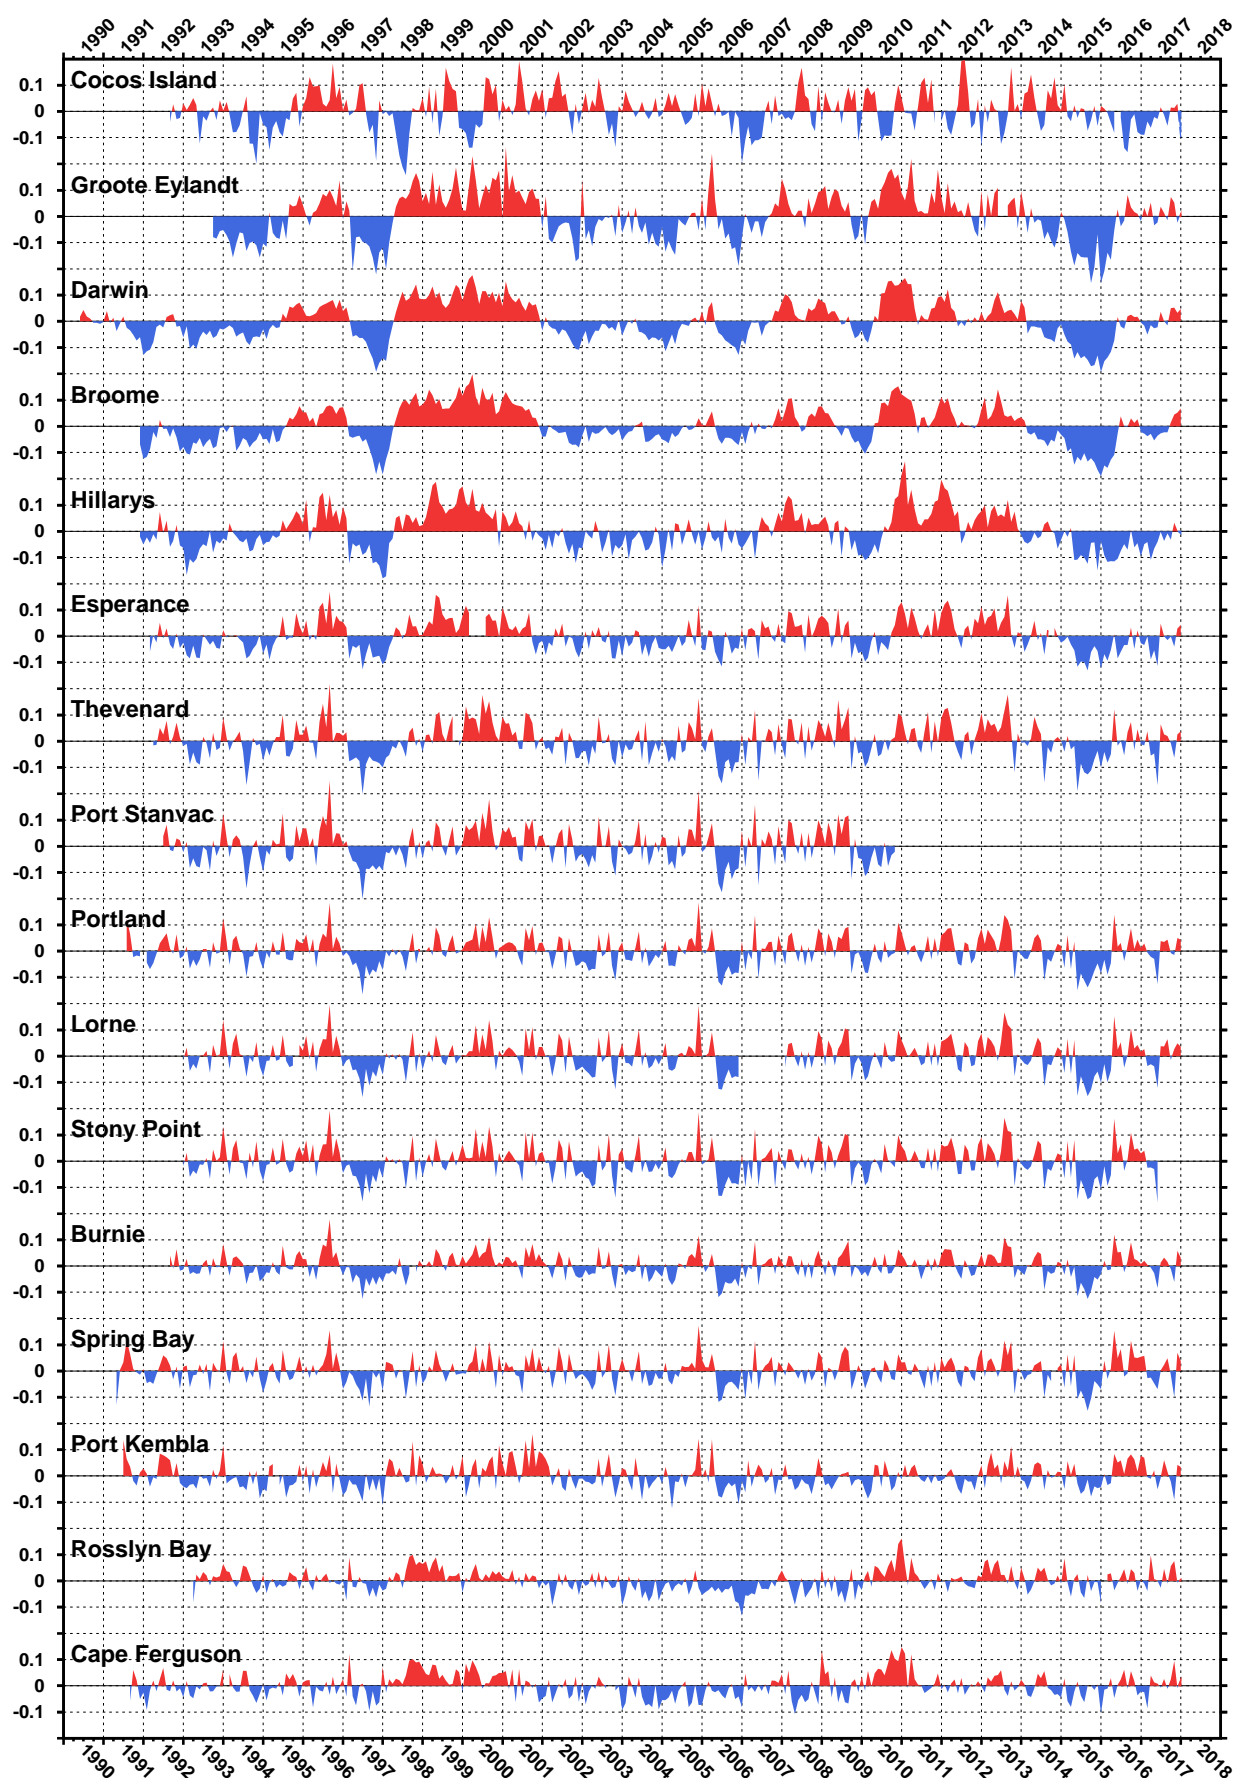 1990 1991 1992 1993 1994 1995 1996 1997 1998 1999 2000 2001 2002 2003 2004 2005 2006 2007 2008 2009 2010 2011 2012 2013 2014 2015 2016 2017 2018
Cocos Island
0.1
0
-0.1
Groote Eylandt
0.1
0
-0.1
Darwin
0.1
0
-0.1
Broome
0.1
0
-0.1
Hillarys
0.1
0
-0.1
Esperance
0.1
0
-0.1
Thevenard
0.1
0
-0.1
Port Stanvac
0.1
0
-0.1
Portland
0.1
0
-0.1
Lorne
0.1
0
-0.1
Stony Point
0.1
0
-0.1
Burnie
0.1
0
-0.1
Spring Bay
0.1
0
-0.1
Port Kembla
0.1
0
-0.1
Rosslyn Bay
0.1
0
-0.1
Cape Ferguson
0.1
0
-0.1
1990 1991 1992 1993 1994 1995 1996 1997 1998 1999 2000 2001 2002 2003 2004 2005 2006 2007 2008 2009 2010 2011 2012 2013 2014 2015 2016 2017 2018